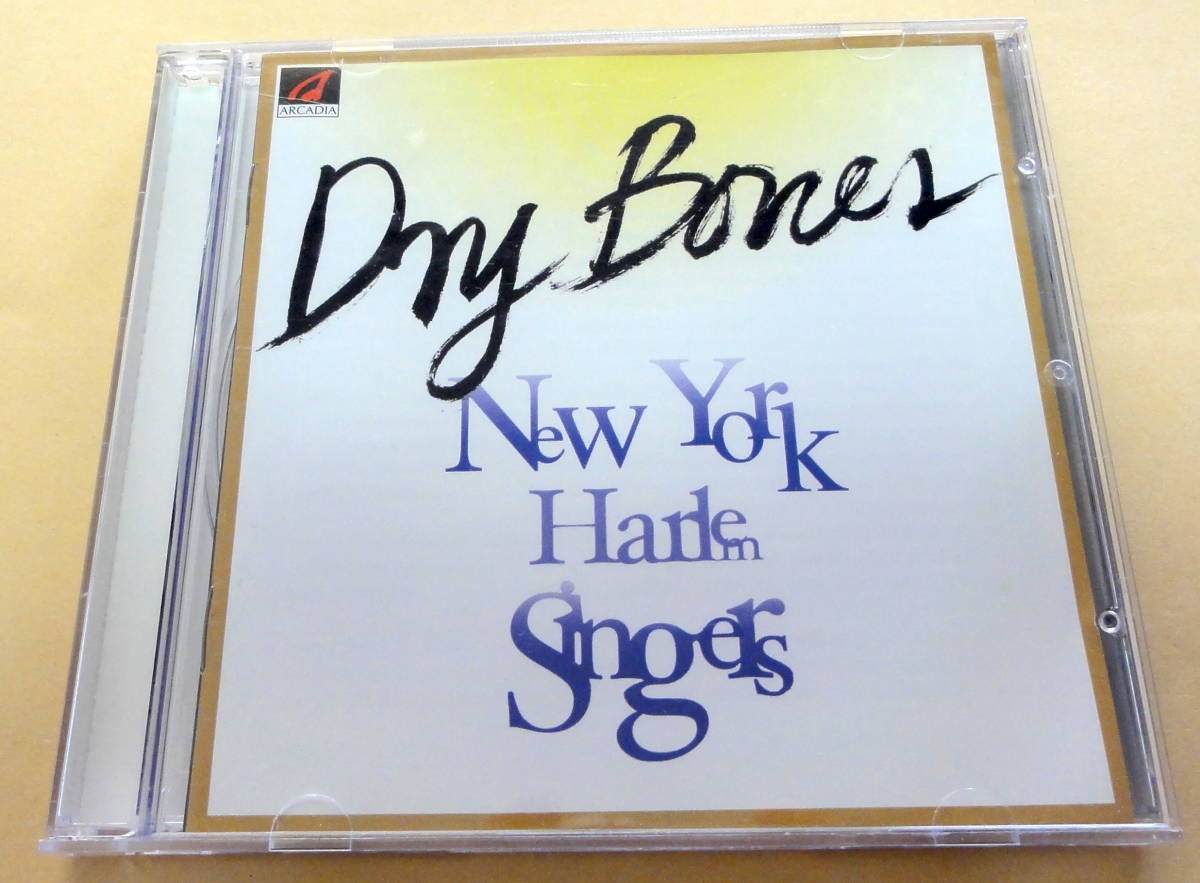 ARCADIA
Dry Bones
New York
Harlem
Singers